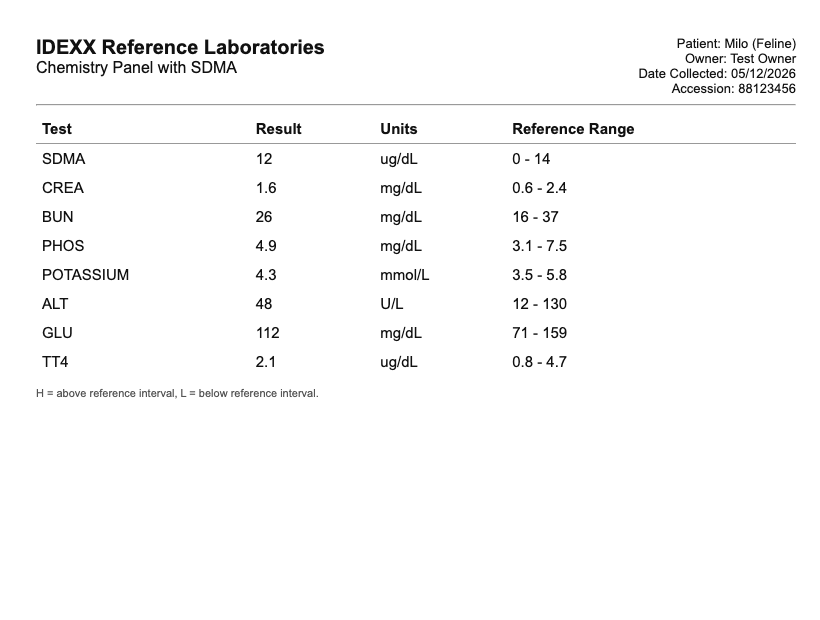 IDEXX Reference Laboratories
Chemistry Panel with SDMA
Patient: Milo (Feline)
Owner: Test Owner
Date Collected: 05/12/2026
Accession: 88123456
Test Result Units Reference Range
SDMA 12 ug/dL 0 - 14
CREA 1.6 mg/dL 0.6 - 2.4
BUN 26 mg/dL 16 - 37
PHOS 4.9 mg/dL 3.1 - 7.5
POTASSIUM 4.3 mmol/L 3.5 - 5.8
ALT 48 U/L 12 - 130
GLU 112 mg/dL 71 - 159
TT4 2.1 ug/dL 0.8 - 4.7
H = above reference interval, L = below reference interval.